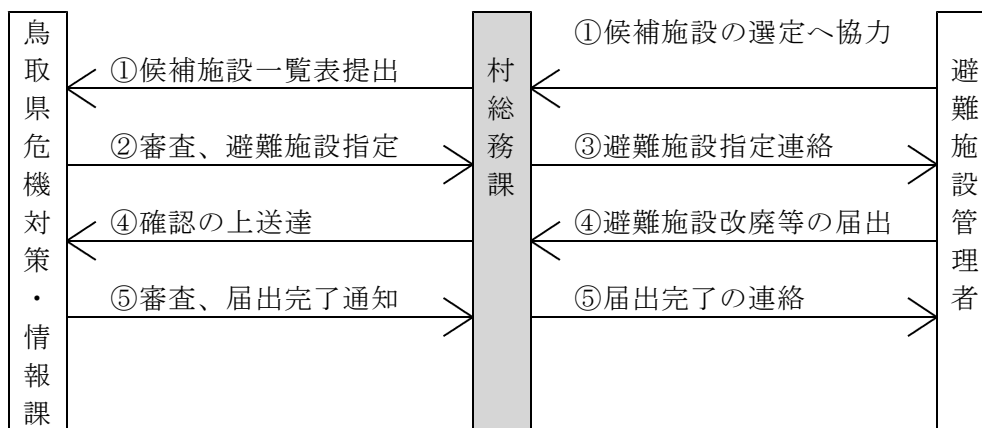 鳥取県危機対策・情報課
村総務課
避難施設管理者
①候補施設の選定へ協力
①候補施設一覧表提出
②審査、避難施設指定
③避難施設指定連絡
④確認の上送達
④避難施設改廃等の届出
⑤審査、届出完了通知
⑤届出完了の連絡